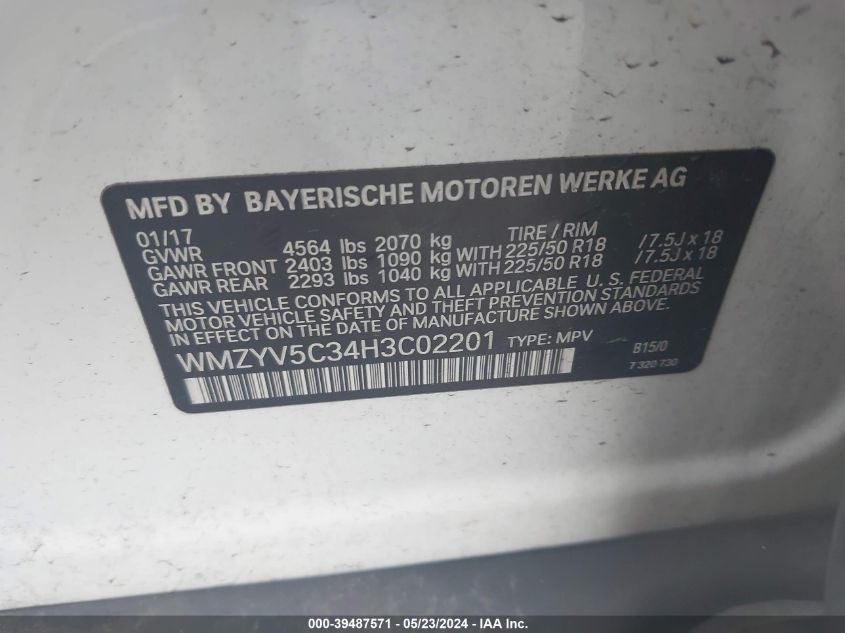 MFD BY BAYERISCHE MOTOREN WERKE AG
01/17 TIRE / RIM
GVWR 4564 lbs 2070 kg
GAWR FRONT 2403 lbs 1090 kg WITH 225/50 R18 /7.5J x 18
GAWR REAR 2293 lbs 1040 kg WITH 225/50 R18 /7.5J x 18
THIS VEHICLE CONFORMS TO ALL APPLICABLE U. S. FEDERAL
MOTOR VEHICLE SAFETY AND THEFT PREVENTION STANDARDS
IN EFFECT ON THE DATE OF MANUFACTURE SHOWN ABOVE.
WMZYV5C34H3C02201 TYPE: MPV B15/0
7 320 730
000-39487571 - 05/23/2024 - IAA Inc.